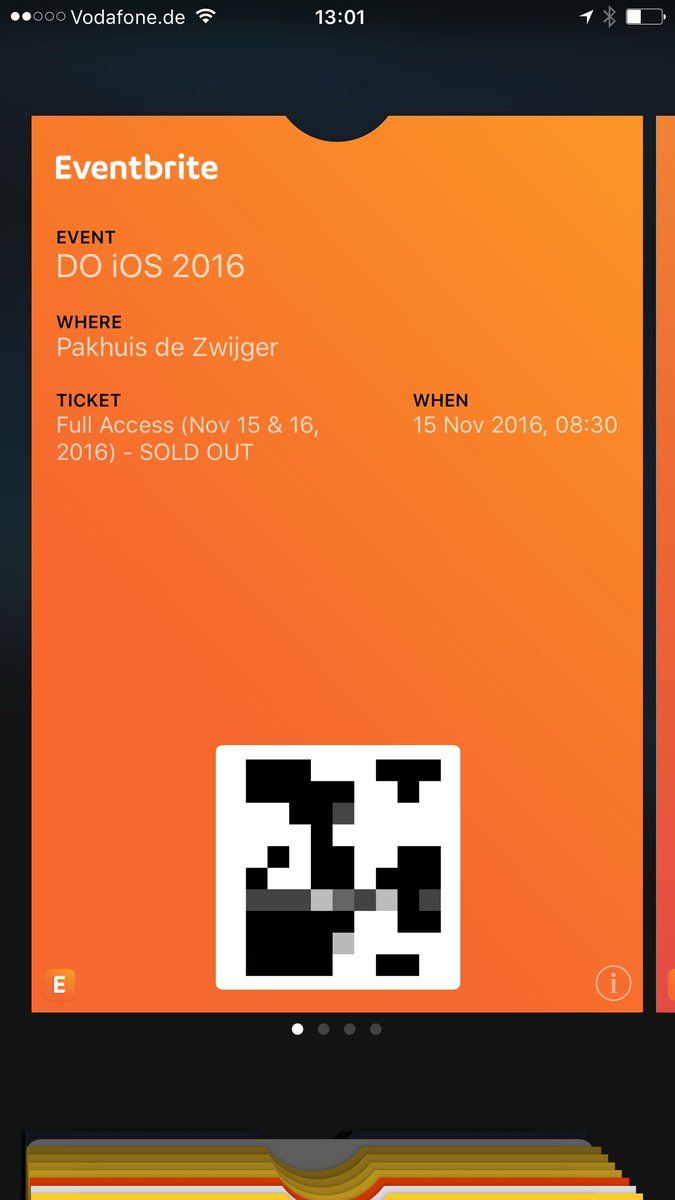 Vodafone.de 13:01
Eventbrite
EVENT
DO iOS 2016
WHERE
Pakhuis de Zwijger
TICKET
Full Access (Nov 15 & 16,
2016) - SOLD OUT
WHEN
15 Nov 2016, 08:30
E
i